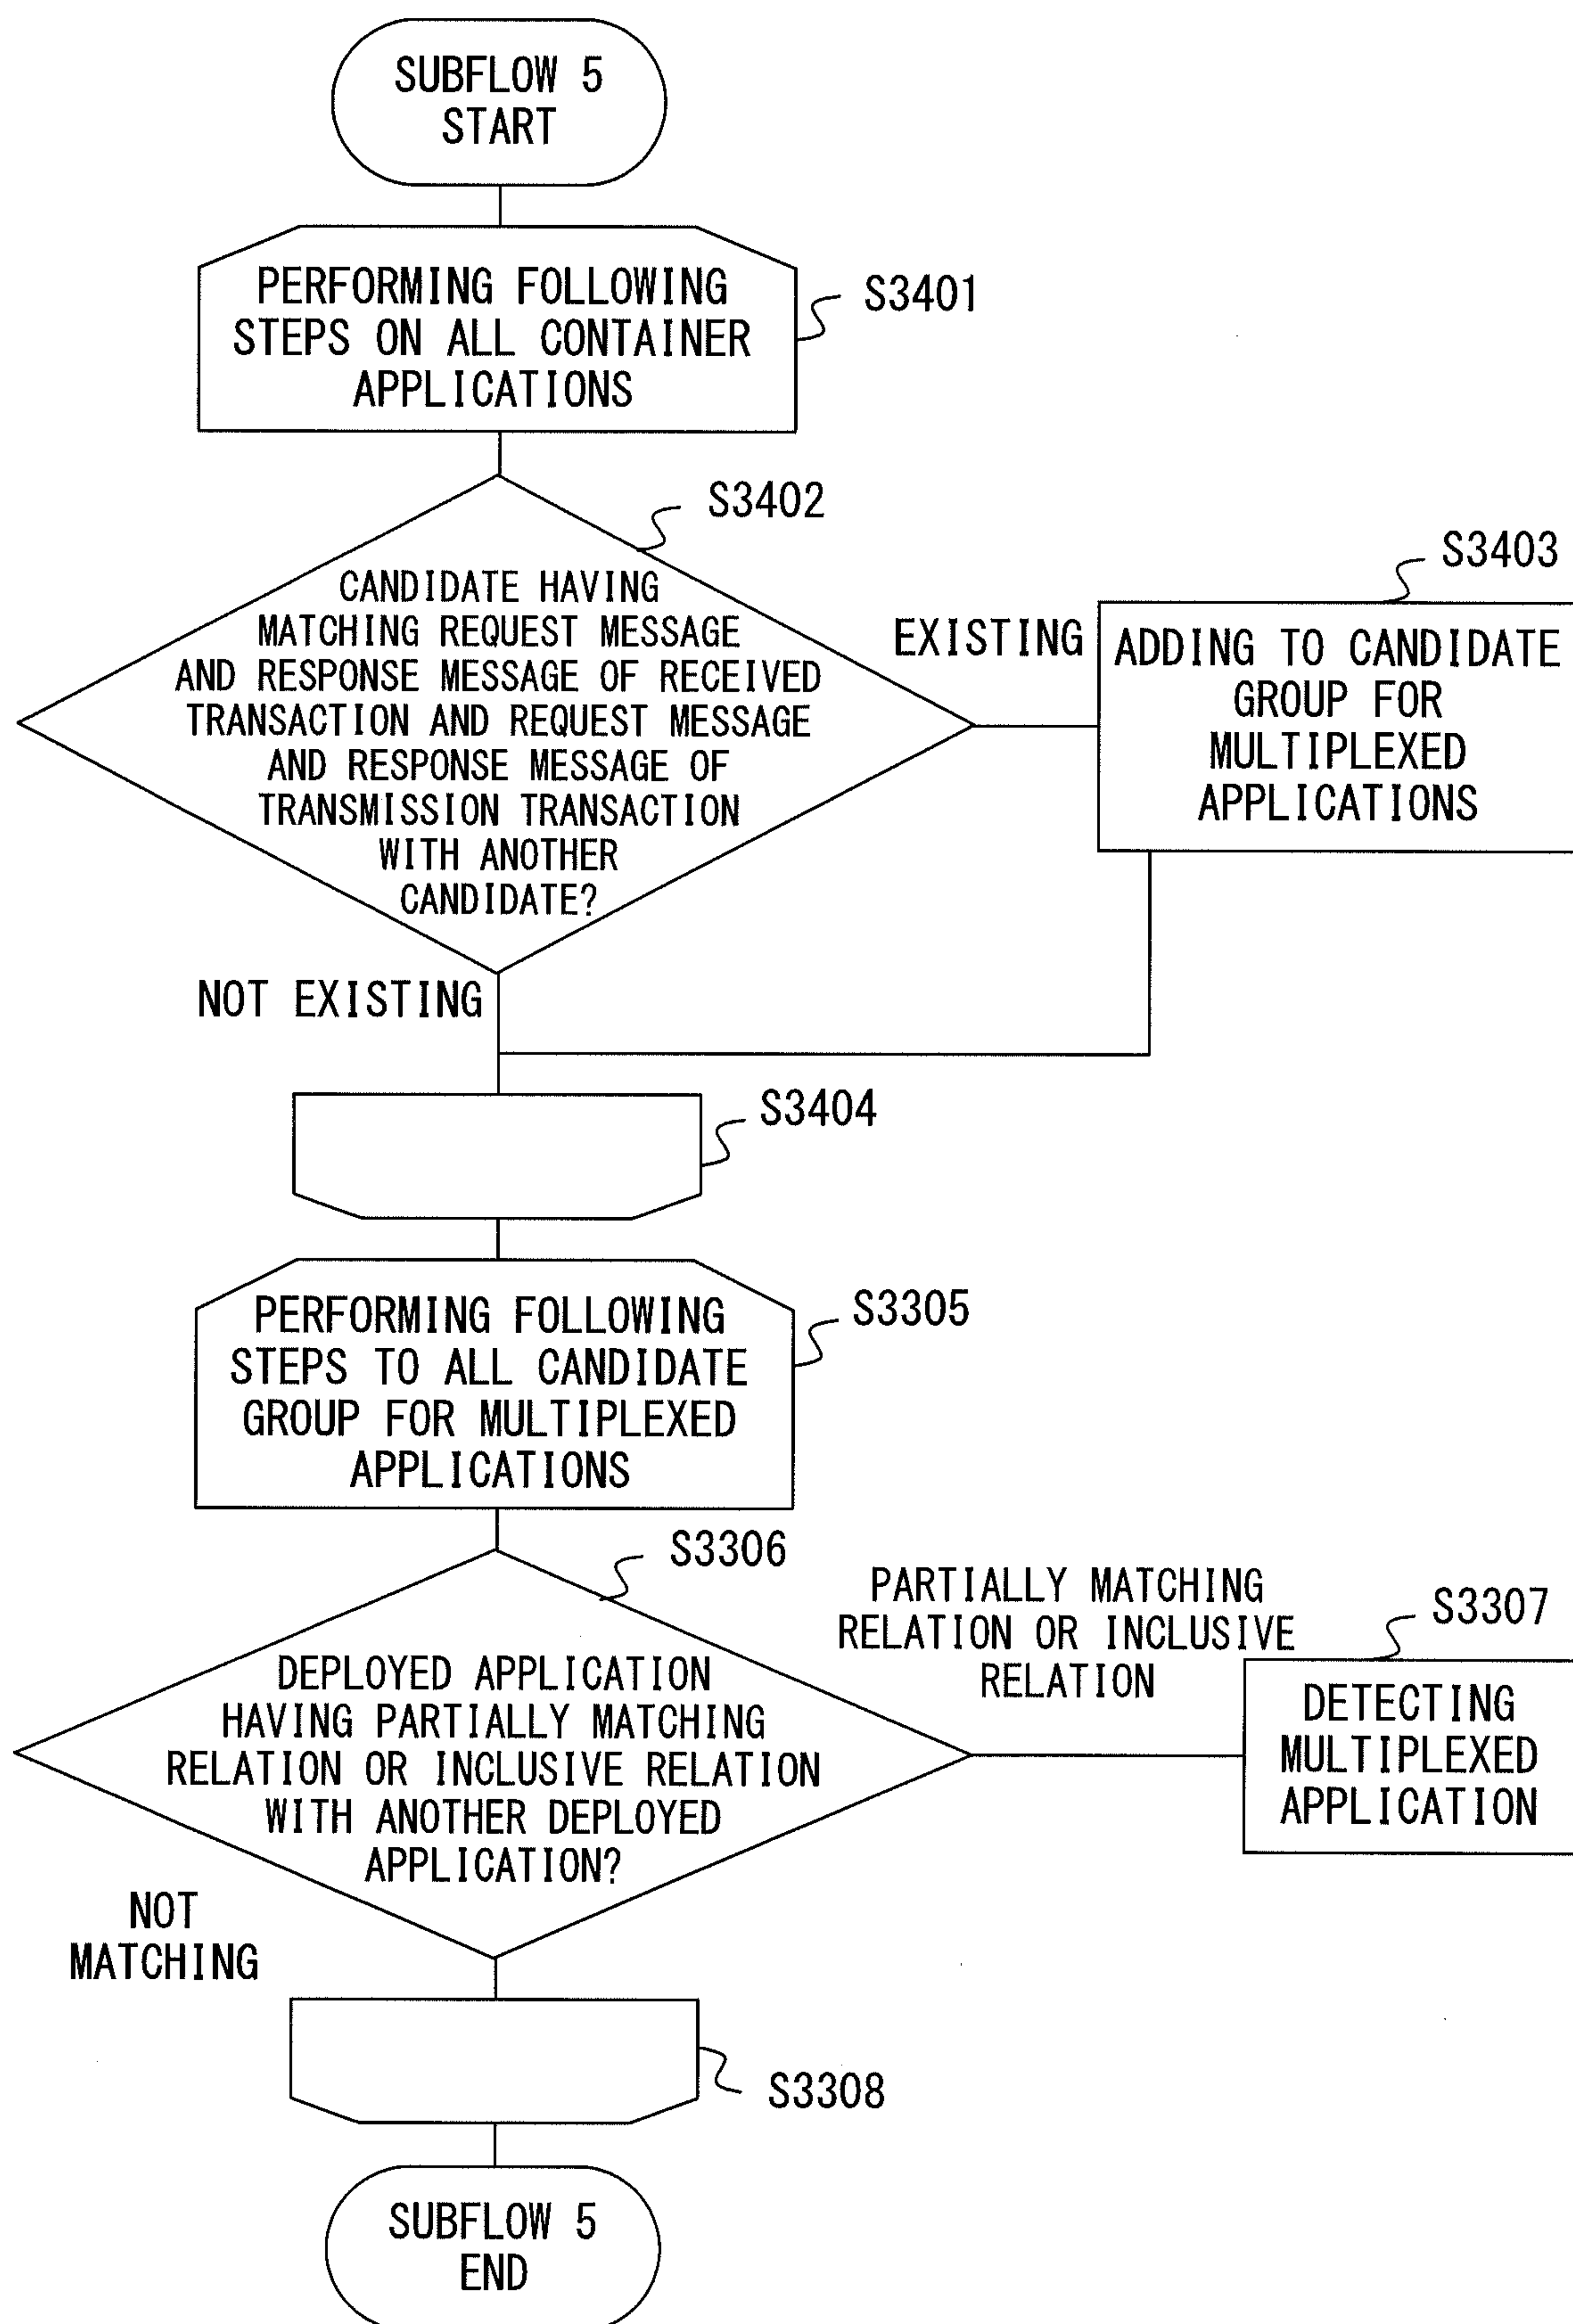 SUBFLOW 5
START
PERFORMING FOLLOWING
STEPS ON ALL CONTAINER
APPLICATIONS
S3401
S3402
CANDIDATE HAVING
MATCHING REQUEST MESSAGE
AND RESPONSE MESSAGE OF RECEIVED
TRANSACTION AND REQUEST MESSAGE
AND RESPONSE MESSAGE OF
TRANSMISSION TRANSACTION
WITH ANOTHER
CANDIDATE?
EXISTING
S3403
ADDING TO CANDIDATE
GROUP FOR
MULTIPLEXED
APPLICATIONS
NOT EXISTING
S3404
PERFORMING FOLLOWING
STEPS TO ALL CANDIDATE
GROUP FOR MULTIPLEXED
APPLICATIONS
S3305
S3306
DEPLOYED APPLICATION
HAVING PARTIALLY MATCHING
RELATION OR INCLUSIVE RELATION
WITH ANOTHER DEPLOYED
APPLICATION?
PARTIALLY MATCHING
RELATION OR INCLUSIVE
RELATION
S3307
DETECTING
MULTIPLEXED
APPLICATION
NOT
MATCHING
S3308
SUBFLOW 5
END